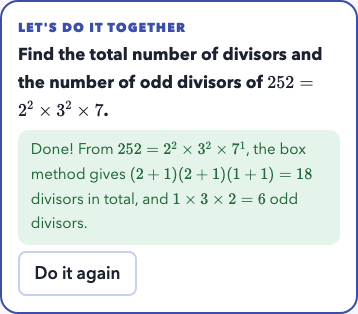 LET'S DO IT TOGETHER
Find the total number of divisors and
the number of odd divisors of 252 =
2² × 3² × 7.
Done! From 252 = 2² × 3² × 7¹, the box
method gives (2 + 1)(2 + 1)(1 + 1) = 18
divisors in total, and 1 × 3 × 2 = 6 odd
divisors.
Do it again